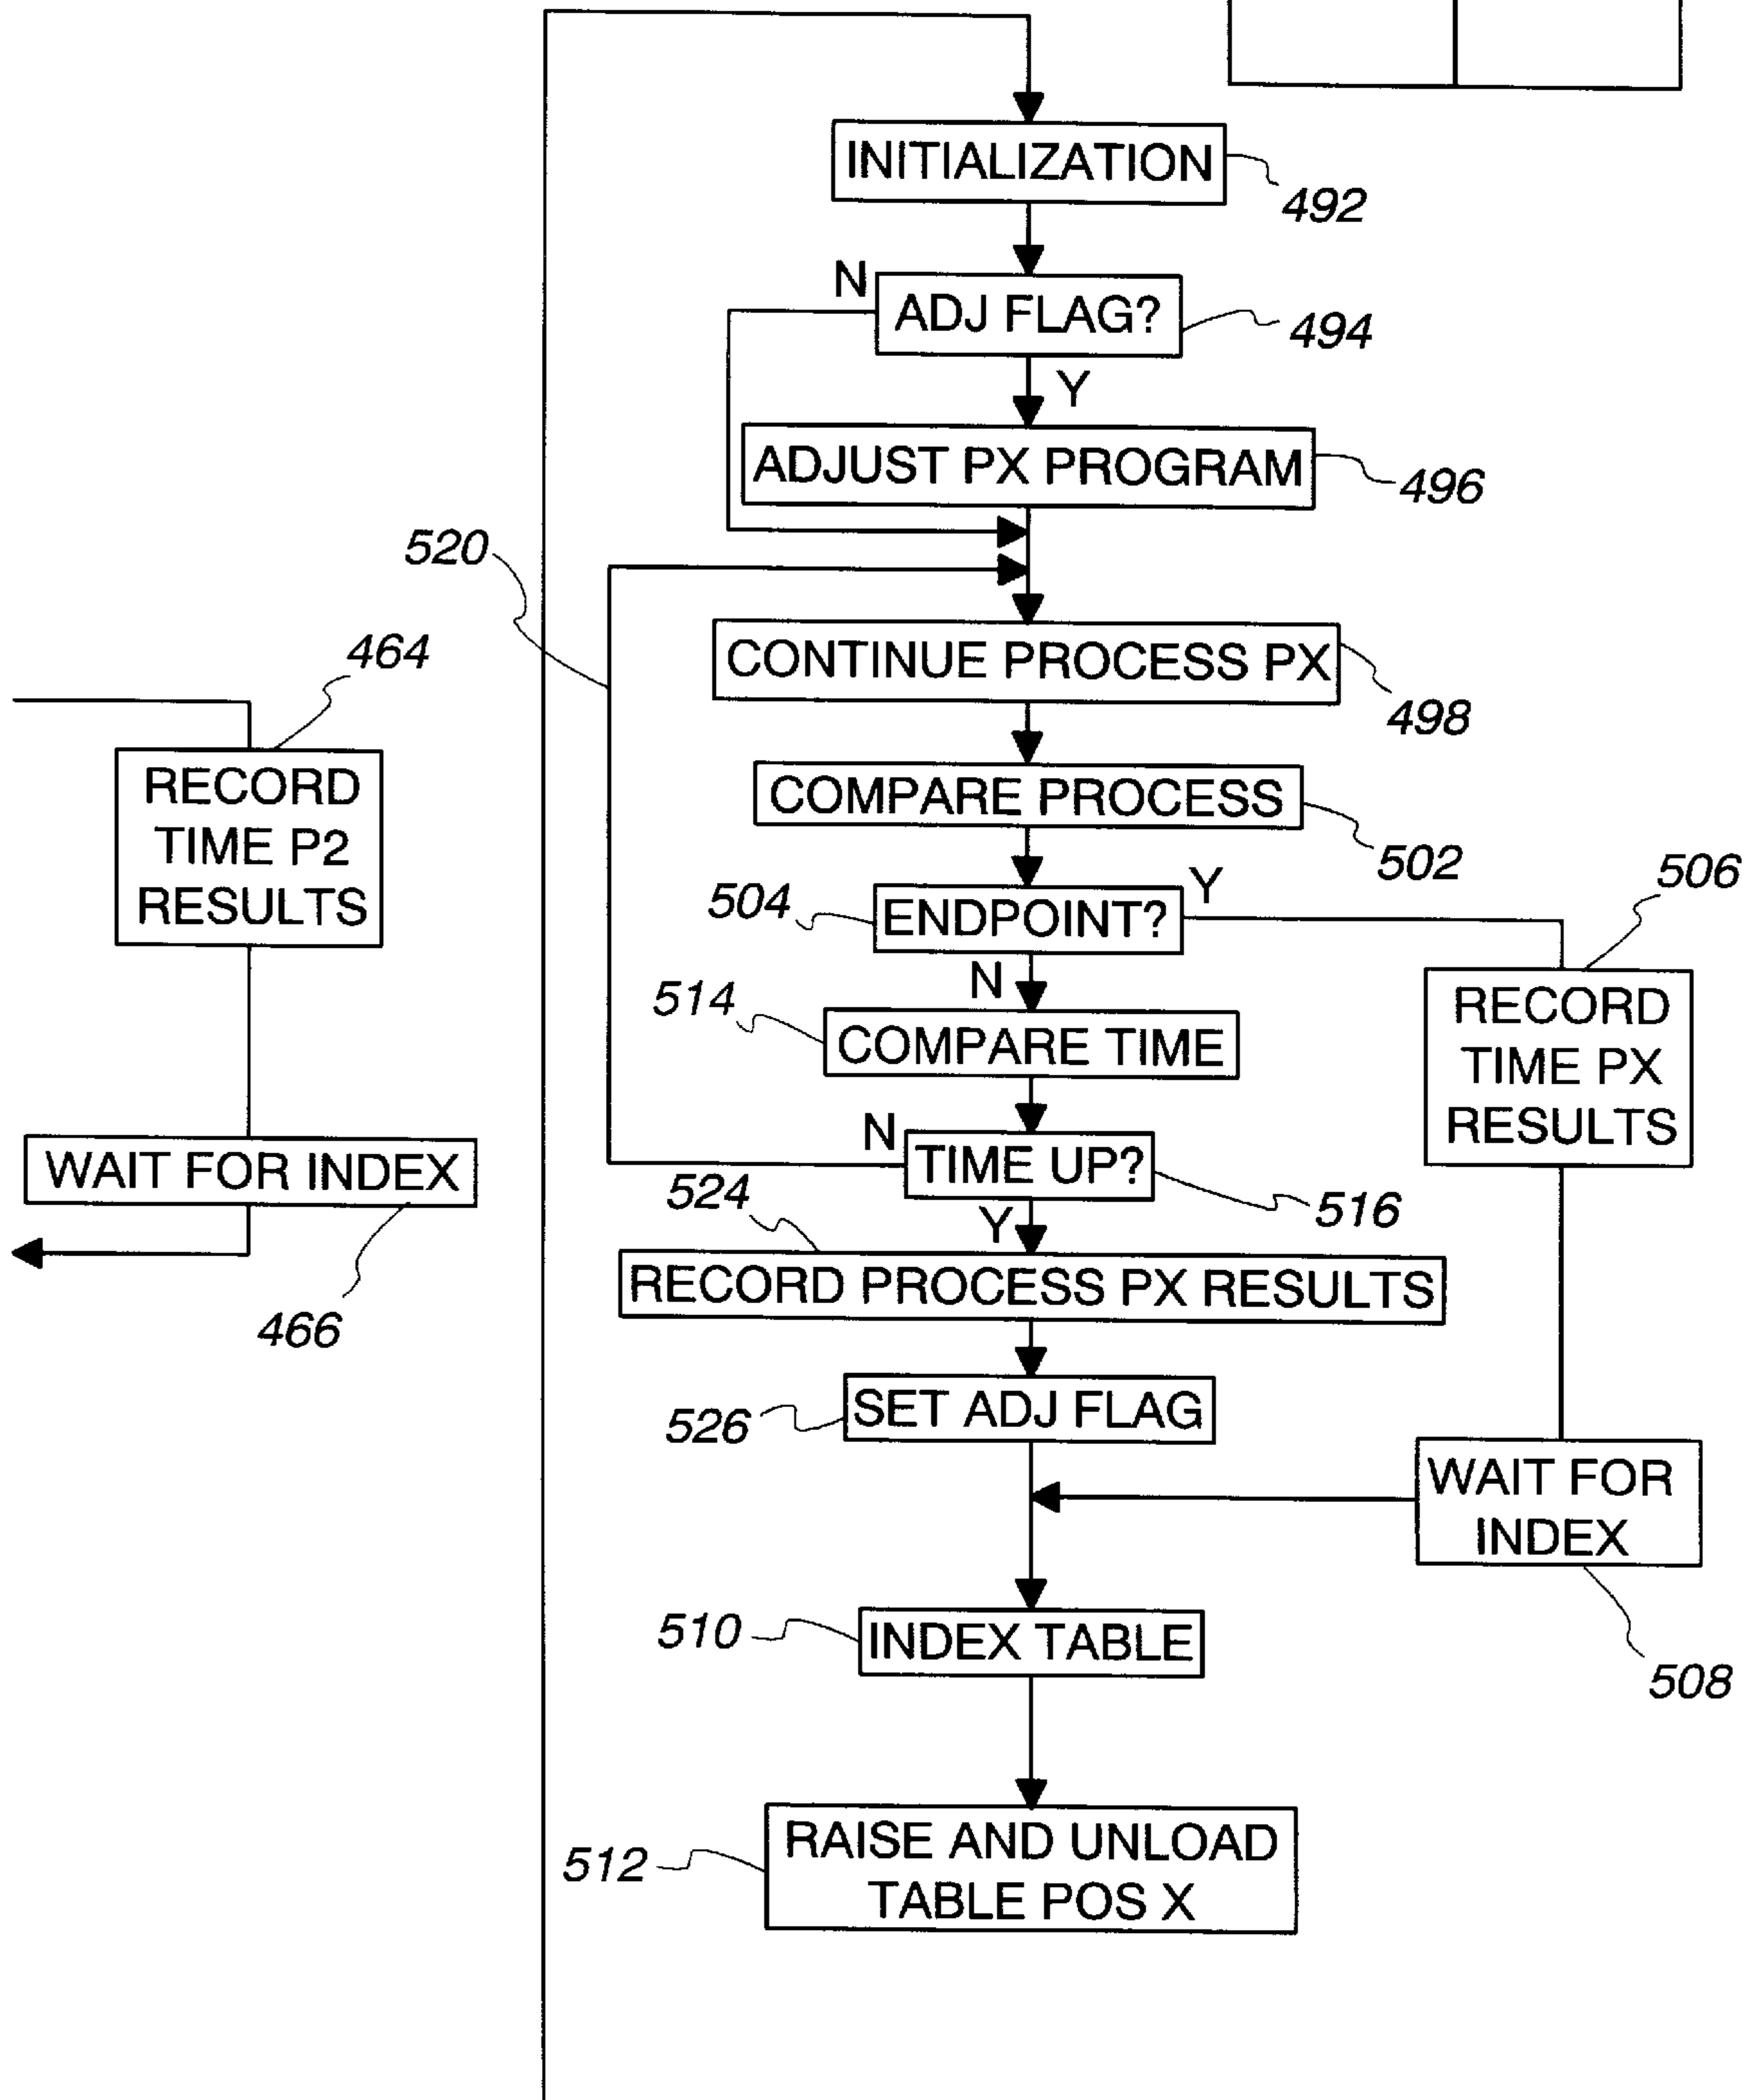 INITIALIZATION
492
N
ADJ FLAG?
494
Y
ADJUST PX PROGRAM
496
520
CONTINUE PROCESS PX
498
464
RECORD
TIME P2
RESULTS
COMPARE PROCESS
502
504
ENDPOINT?
Y
506
N
514
COMPARE TIME
RECORD
TIME PX
RESULTS
WAIT FOR INDEX
466
N
TIME UP?
516
524
Y
RECORD PROCESS PX RESULTS
526
SET ADJ FLAG
WAIT FOR
INDEX
508
510
INDEX TABLE
512
RAISE AND UNLOAD
TABLE POS X